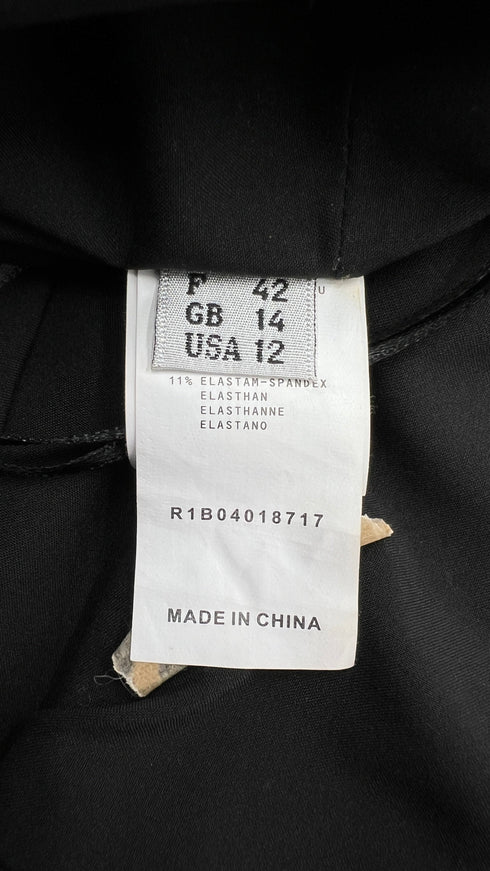 F 42
U
GB 14
USA 12
11% ELASTAM-SPANDEX
ELASTHAN
ELASTHANNE
ELASTANO
R1B04018717
MADE IN CHINA